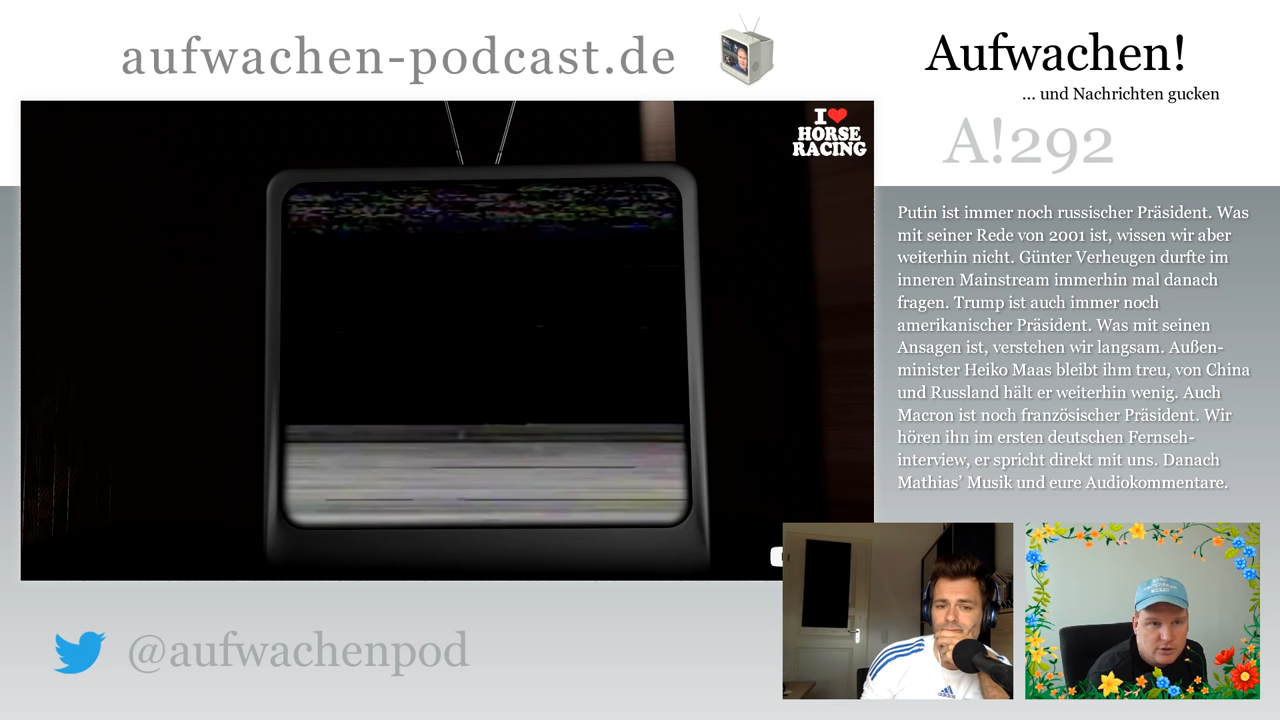 aufwachen-podcast.de
Aufwachen!
... und Nachrichten gucken
A!292
I
HORSE
RACING
Putin ist immer noch russischer Präsident. Was
mit seiner Rede von 2001 ist, wissen wir aber
weiterhin nicht. Günter Verheugen durfte im
inneren Mainstream immerhin mal danach
fragen. Trump ist auch immer noch
amerikanischer Präsident. Was mit seinen
Ansagen ist, verstehen wir langsam. Außen-
minister Heiko Maas bleibt ihm treu, von China
und Russland hält er weiterhin wenig. Auch
Macron ist noch französischer Präsident. Wir
hören ihn im ersten deutschen Fernseh-
interview, er spricht direkt mit uns. Danach
Mathias’ Musik und eure Audiokommentare.
@aufwachenpod